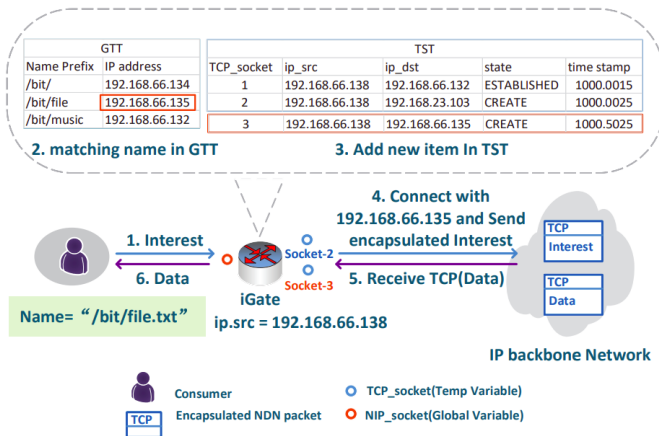 GTT
Name Prefix IP address
/bit/ 192.168.66.134
/bit/file 192.168.66.135
/bit/music 192.168.66.132
TST
TCP_socket ip_src ip_dst state time stamp
1 192.168.66.138 192.168.66.132 ESTABLISHED 1000.0015
2 192.168.66.138 192.168.23.103 CREATE 1000.0025
3 192.168.66.138 192.168.66.135 CREATE 1000.5025
2. matching name in GTT
3. Add new item In TST
1. Interest
6. Data
Name= “/bit/file.txt”
Socket-2
Socket-3
iGate
ip.src = 192.168.66.138
4. Connect with
192.168.66.135 and Send
encapsulated Interest
5. Receive TCP(Data)
TCP
Interest
TCP
Data
IP backbone Network
Consumer
TCP_socket(Temp Variable)
TCP
Encapsulated NDN packet
NIP_socket(Global Variable)